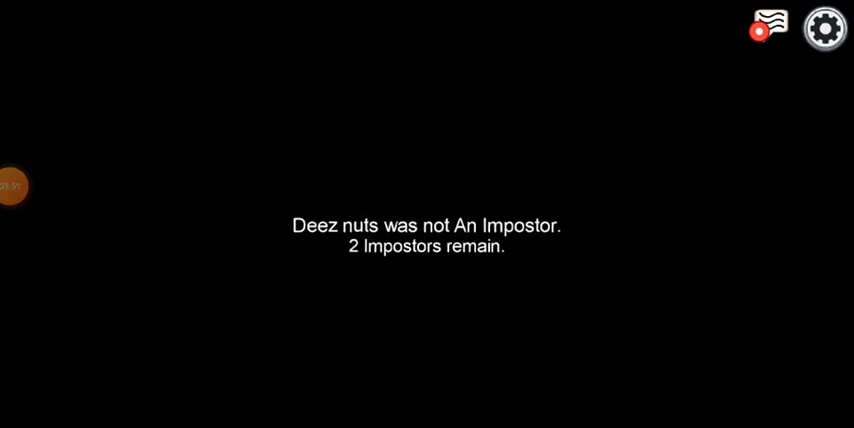 Deez nuts was not An Impostor.
2 Impostors remain.